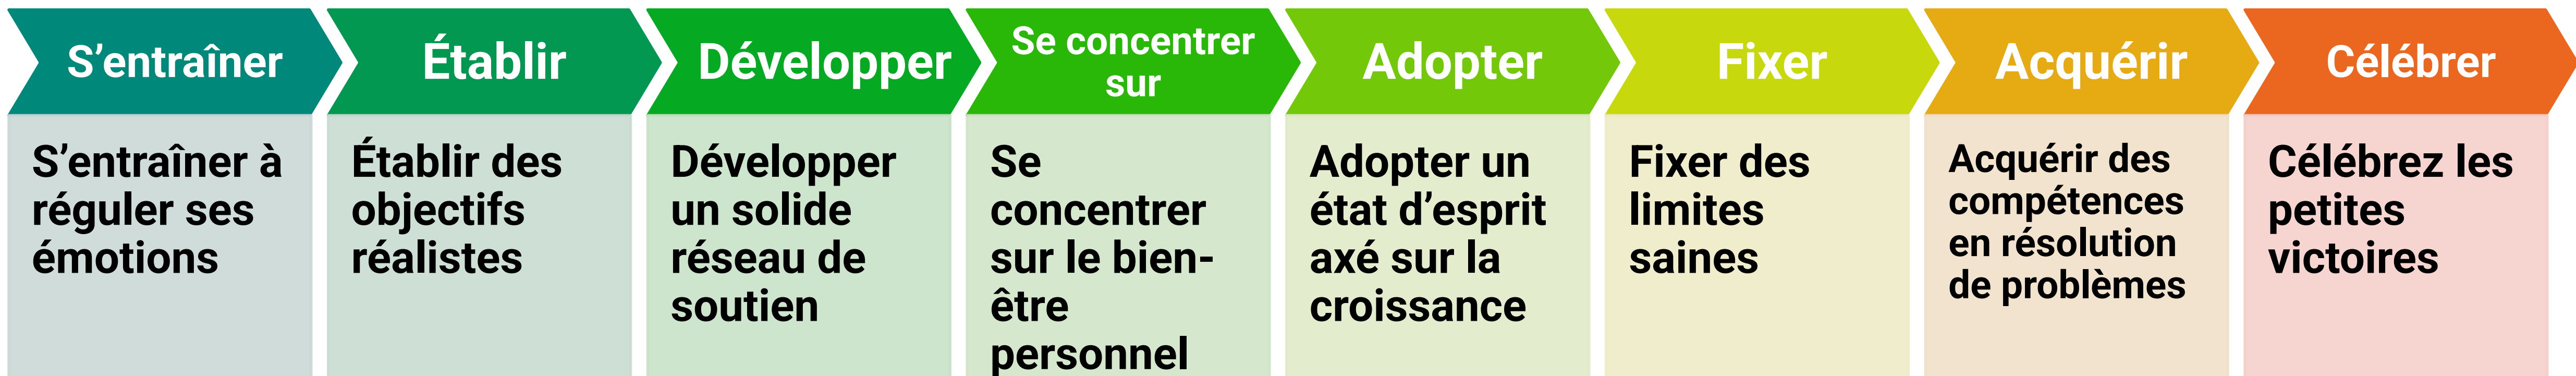 S’entraîner
Établir
Développer
Se concentrer
sur
Adopter
Fixer
Acquérir
Célébrer
S’entraîner à
réguler ses
émotions
Établir des
objectifs
réalistes
Développer
un solide
réseau de
soutien
Se
concentrer
sur le bien-
être
personnel
Adopter un
état d’esprit
axé sur la
croissance
Fixer des
limites
saines
Acquérir des
compétences
en résolution
de problèmes
Célébrez les
petites
victoires